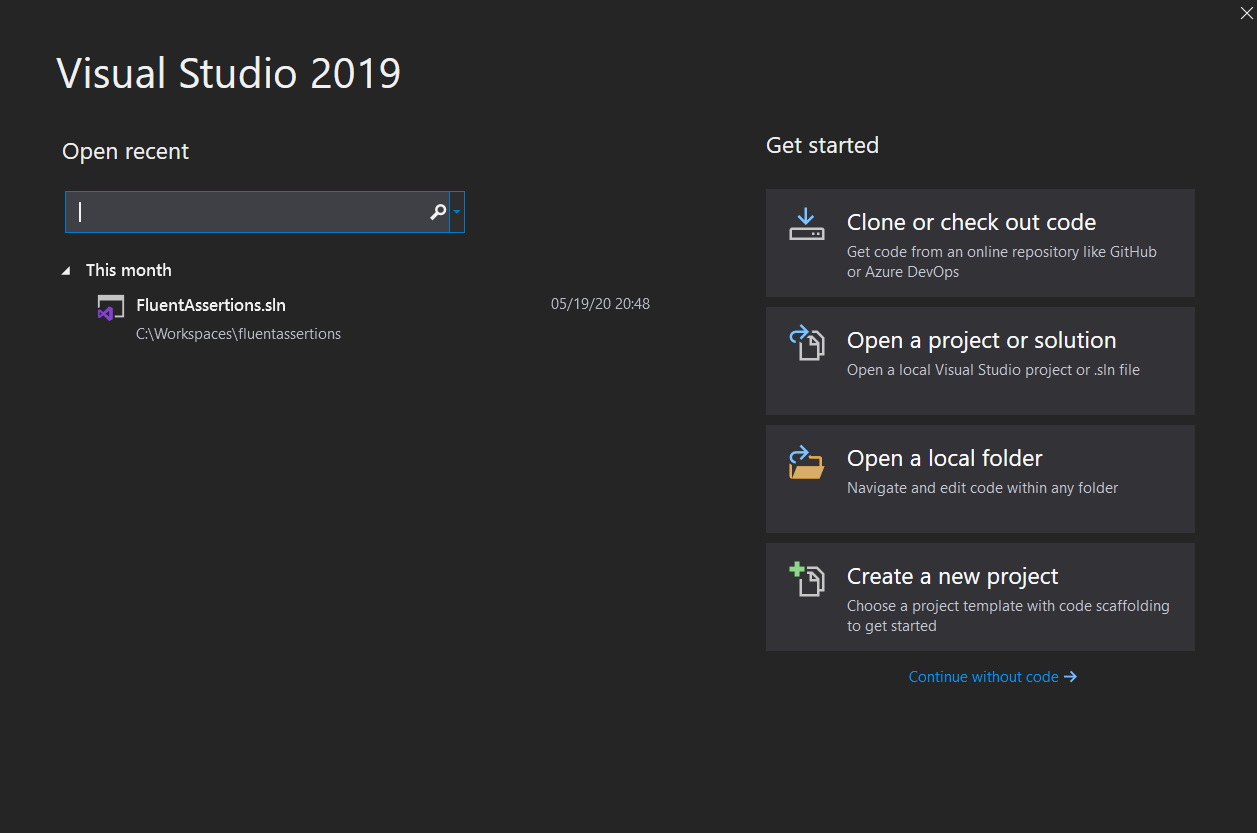 Visual Studio 2019
Open recent
This month
FluentAssertions.sln
05/19/20 20:48
C:\Workspaces\fluentassertions
Get started
Clone or check out code
Get code from an online repository like GitHub
or Azure DevOps
Open a project or solution
Open a local Visual Studio project or .sln file
Open a local folder
Navigate and edit code within any folder
Create a new project
Choose a project template with code scaffolding
to get started
Continue without code →